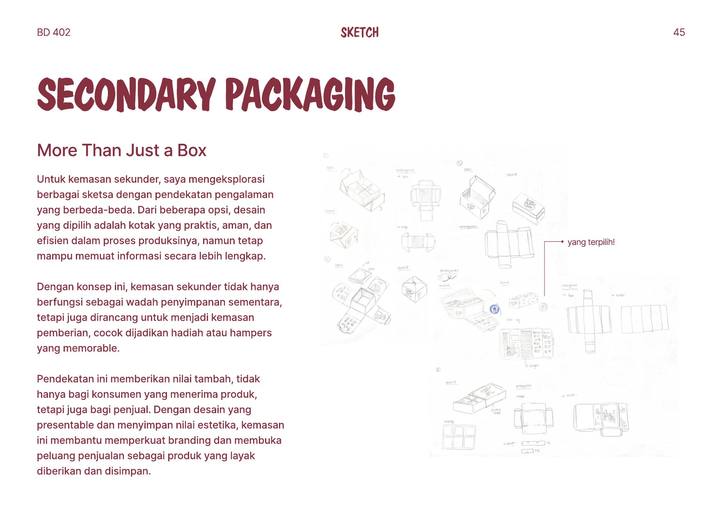 BD 402
SKETCH
45
SECONDARY PACKAGING
More Than Just a Box
Untuk kemasan sekunder, saya mengeksplorasi
berbagai sketsa dengan pendekatan pengalaman
yang berbeda-beda. Dari beberapa opsi, desain
yang dipilih adalah kotak yang praktis, aman, dan
efisien dalam proses produksinya, namun tetap
mampu memuat informasi secara lebih lengkap.
Dengan konsep ini, kemasan sekunder tidak hanya
berfungsi sebagai wadah penyimpanan sementara,
tetapi juga dirancang untuk menjadi kemasan
pemberian, cocok dijadikan hadiah atau hampers
yang memorable.
Pendekatan ini memberikan nilai tambah, tidak
hanya bagi konsumen yang menerima produk,
tetapi juga bagi penjual. Dengan desain yang
presentable dan menyimpan nilai estetika, kemasan
ini membantu memperkuat branding dan membuka
peluang penjualan sebagai produk yang layak
diberikan dan disimpan.
yang terpilih!